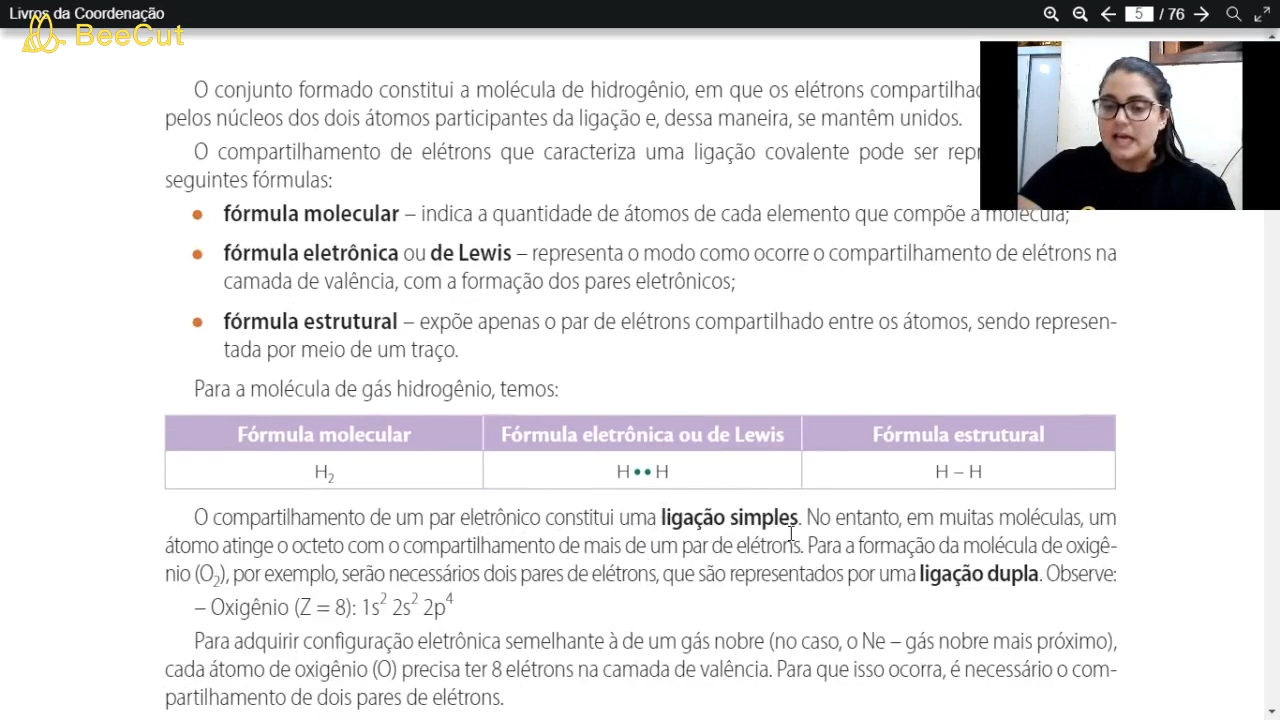 Livros da Coordenação
5 / 76
BeeCut
O conjunto formado constitui a molécula de hidrogênio, em que os elétrons
pelos núcleos dos dois átomos participantes da ligação e, dessa maneira, se mantêm unidos.
O compartilhamento de elétrons que caracteriza uma ligação covalente pode ser
seguintes fórmulas:
• fórmula molecular – indica a quantidade de átomos de cada elemento que compõe a molécula;
• fórmula eletrônica ou de Lewis – representa o modo como ocorre o compartilhamento de elétrons na
camada de valência, com a formação dos pares eletrônicos;
• fórmula estrutural – expõe apenas o par de elétrons compartilhado entre os átomos, sendo represen-
tada por meio de um traço.
Para a molécula de gás hidrogênio, temos:
Fórmula molecular Fórmula eletrônica ou de Lewis Fórmula estrutural
H₂ H••H H – H
O compartilhamento de um par eletrônico constitui uma ligação simples. No entanto, em muitas moléculas, um
átomo atinge o octeto com o compartilhamento de mais de um par de elétrons. Para a formação da molécula de oxigê-
nio (O₂), por exemplo, serão necessários dois pares de elétrons, que são representados por uma ligação dupla. Observe:
– Oxigênio (Z = 8): 1s² 2s² 2p⁴
Para adquirir configuração eletrônica semelhante à de um gás nobre (no caso, o Ne – gás nobre mais próximo),
cada átomo de oxigênio (O) precisa ter 8 elétrons na camada de valência. Para que isso ocorra, é necessário o com-
partilhamento de dois pares de elétrons.